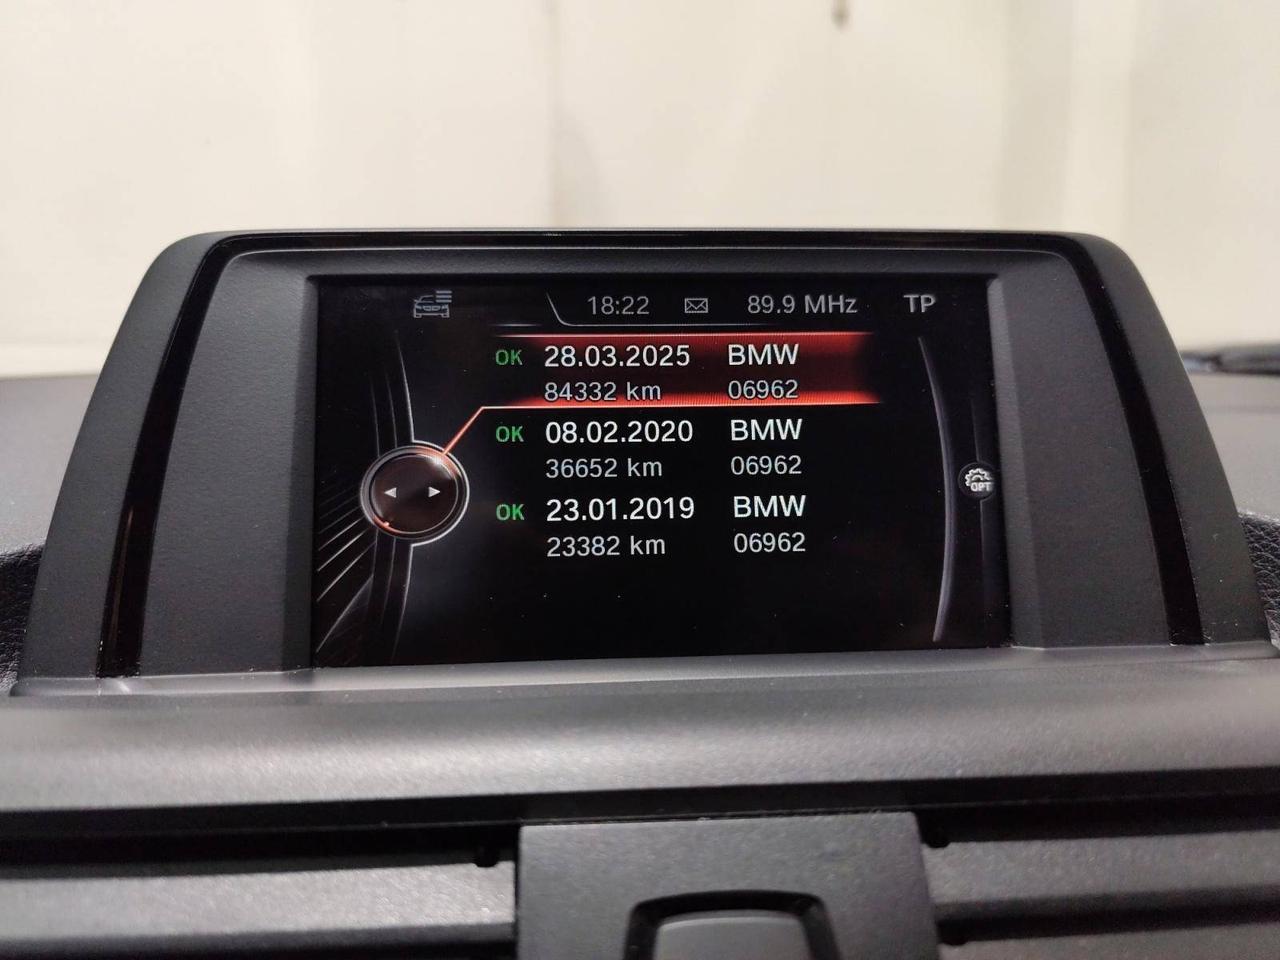 18:22 89.9 MHz TP
OK 28.03.2025 BMW
84332 km 06962
OK 08.02.2020 BMW
36652 km 06962
OPT
OK 23.01.2019 BMW
23382 km 06962